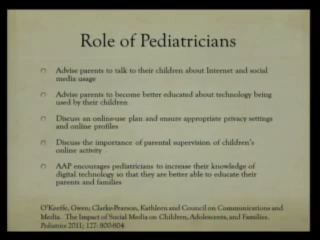 Role of Pediatricians
Advise parents to talk to their children about Internet and social
media usage
Advise parents to become better educated about technology being
used by their children
Discuss an online-use plan and ensure appropriate privacy settings
and online profiles
Discuss the importance of parental supervision of children's
online activity
AAP encourages pediatricians to increase their knowledge of
digital technology so that they are better able to educate their
patients and families
O'Keeffe, Gwen; Clarke-Pearson, Kathleen and Council on Communications and
Media. The Impact of Social Media on Children, Adolescents, and Families.
Pediatrics 2011; 127; 800-804